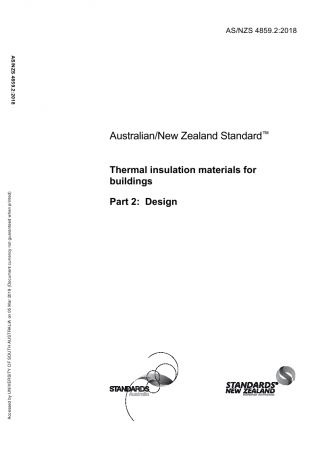 AS/NZS 4859.2:2018
AS/NZS 4859.2:2018
Australian/New Zealand Standard™
Thermal insulation materials for
buildings
Part 2: Design
Accessed by UNIVERSITY OF SOUTH AUSTRALIA on 05 Mar 2019 (Document currency not guaranteed when printed)
STANDARDS
Australia
STANDARDS
NEW ZEALAND